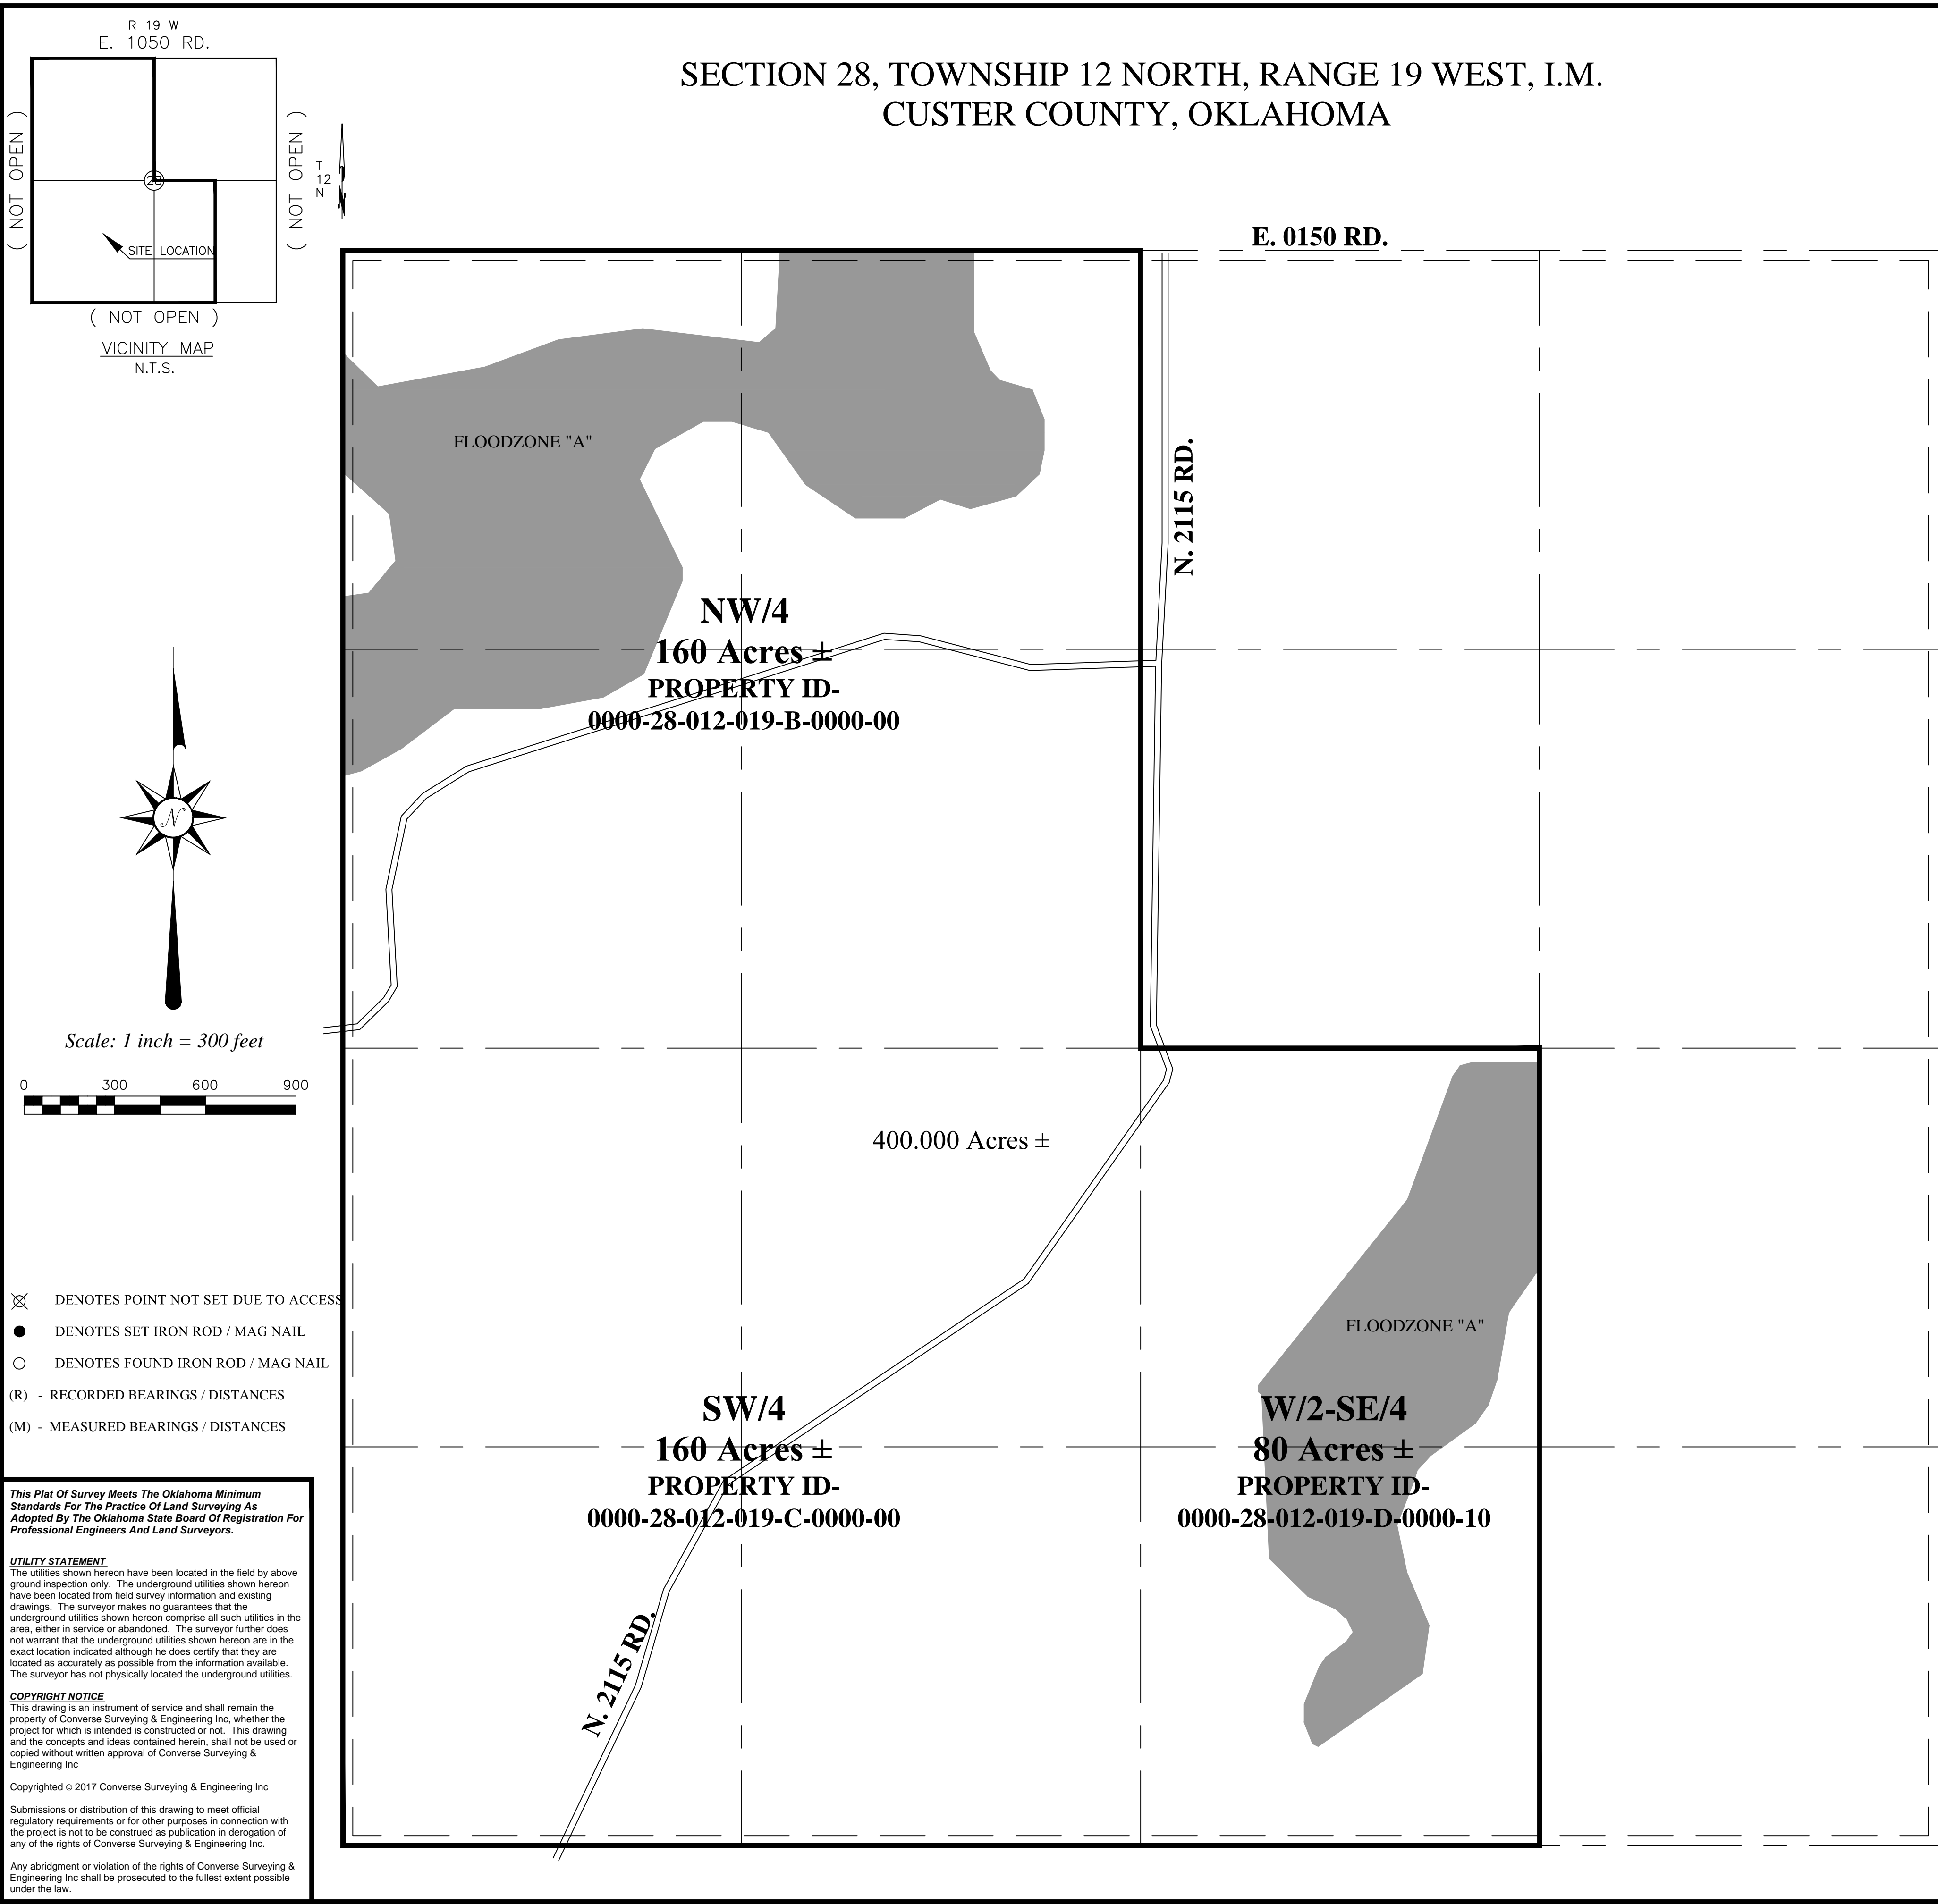 R 19 W
E. 1050 RD.
( NOT OPEN )
( NOT OPEN )
T
12
N
28
SITE LOCATION
( NOT OPEN )
VICINITY MAP
N.T.S.
SECTION 28, TOWNSHIP 12 NORTH, RANGE 19 WEST, I.M.
CUSTER COUNTY, OKLAHOMA
E. 0150 RD.
FLOODZONE "A"
N. 2115 RD.
NW/4
160 Acres ±
PROPERTY ID-
0000-28-012-019-B-0000-00
N
Scale: 1 inch = 300 feet
0 300 600 900
400.000 Acres ±
FLOODZONE "A"
SW/4
160 Acres ±
PROPERTY ID-
0000-28-012-019-C-0000-00
W/2-SE/4
80 Acres ±
PROPERTY ID-
0000-28-012-019-D-0000-10
N. 2115 RD.
DENOTES POINT NOT SET DUE TO ACCESS
DENOTES SET IRON ROD / MAG NAIL
DENOTES FOUND IRON ROD / MAG NAIL
(R) - RECORDED BEARINGS / DISTANCES
(M) - MEASURED BEARINGS / DISTANCES
This Plat Of Survey Meets The Oklahoma Minimum
Standards For The Practice Of Land Surveying As
Adopted By The Oklahoma State Board Of Registration For
Professional Engineers And Land Surveyors.
UTILITY STATEMENT
The utilities shown hereon have been located in the field by above
ground inspection only. The underground utilities shown hereon
have been located from field survey information and existing
drawings. The surveyor makes no guarantees that the
underground utilities shown hereon comprise all such utilities in the
area, either in service or abandoned. The surveyor further does
not warrant that the underground utilities shown hereon are in the
exact location indicated although he does certify that they are
located as accurately as possible from the information available.
The surveyor has not physically located the underground utilities.
COPYRIGHT NOTICE
This drawing is an instrument of service and shall remain the
property of Converse Surveying & Engineering Inc, whether the
project for which is intended is constructed or not. This drawing
and the concepts and ideas contained herein, shall not be used or
copied without written approval of Converse Surveying &
Engineering Inc
Copyrighted © 2017 Converse Surveying & Engineering Inc
Submissions or distribution of this drawing to meet official
regulatory requirements or for other purposes in connection with
the project is not to be construed as publication in derogation of
any of the rights of Converse Surveying & Engineering Inc.
Any abridgment or violation of the rights of Converse Surveying &
Engineering Inc shall be prosecuted to the fullest extent possible
under the law.